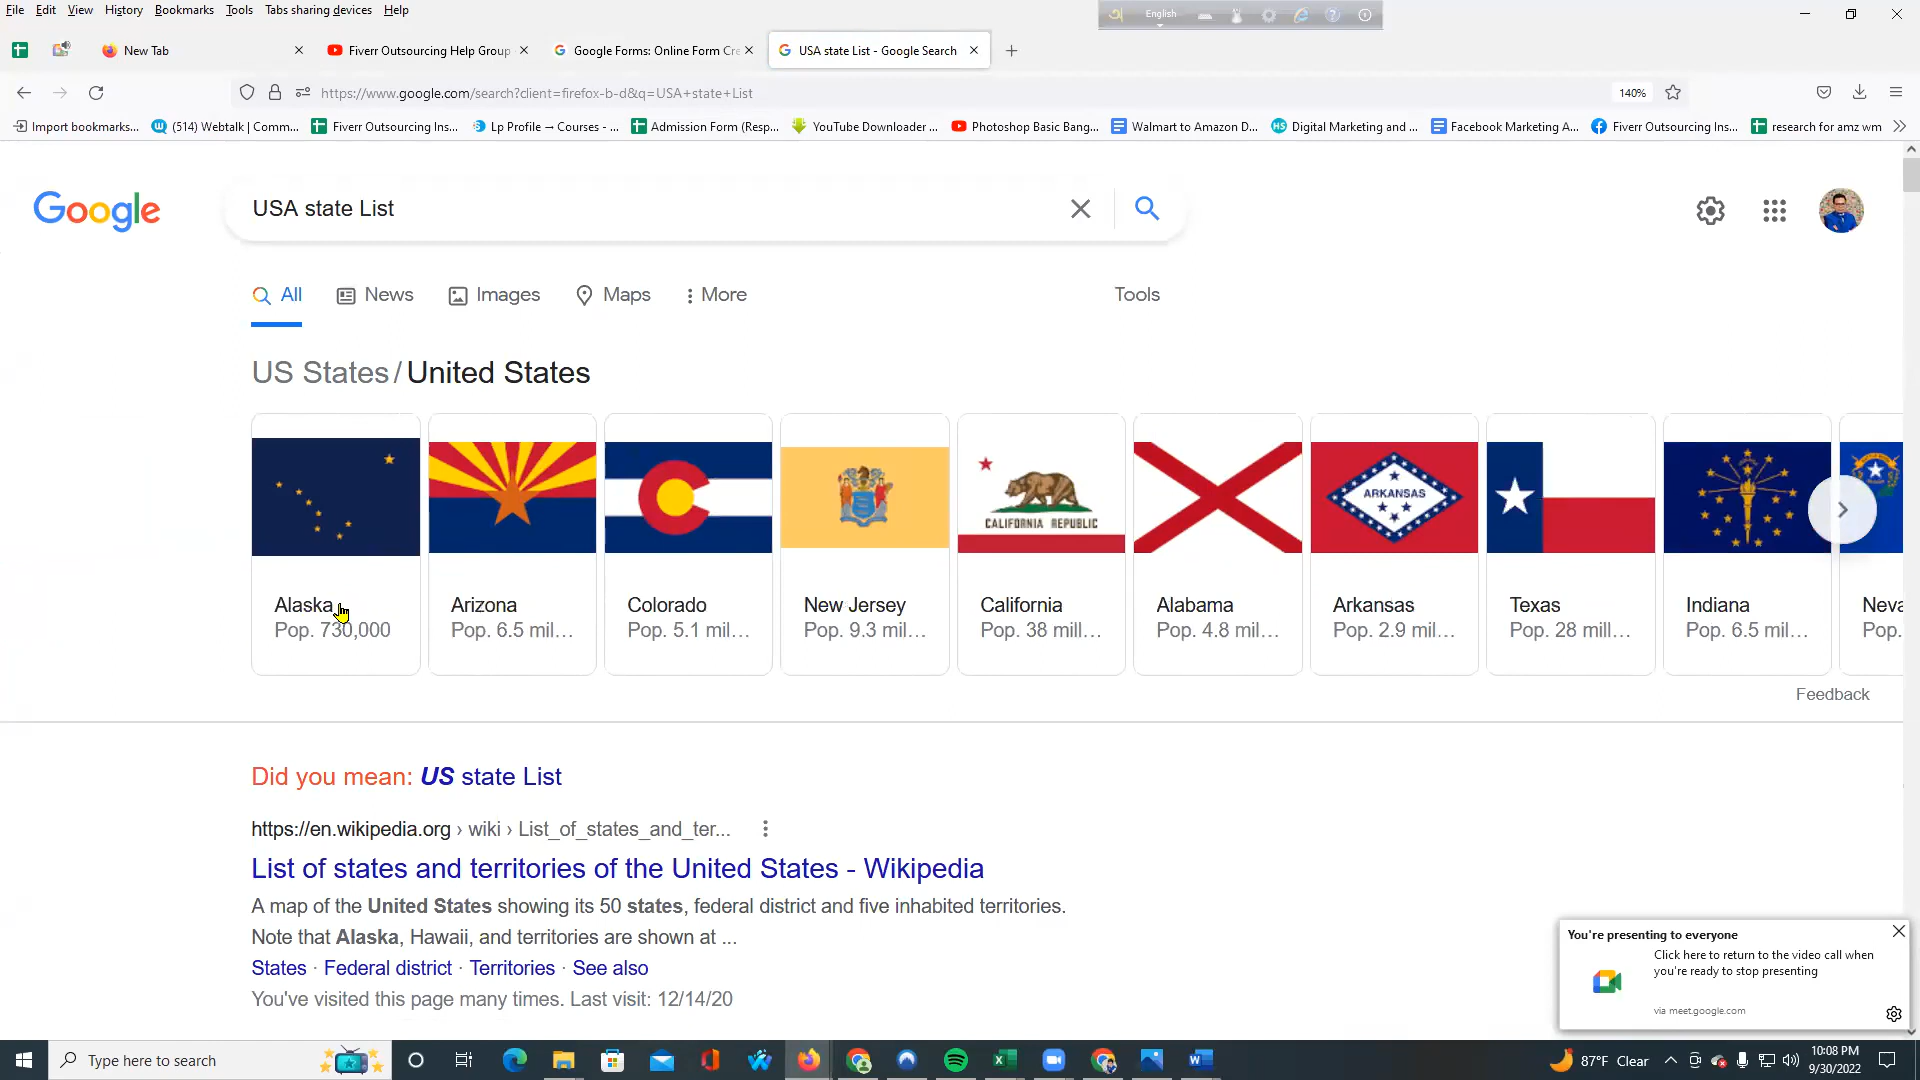 File Edit View History Bookmarks Tools Tabs sharing devices Help
English
New Tab
Fiverr Outsourcing Help Group
Google Forms: Online Form Cre
USA state List - Google Search
https://www.google.com/search?client=firefox-b-d&q=USA+state+List
140%
Import bookmarks...
(514) Webtalk | Comm...
Fiverr Outsourcing Ins...
Lp Profile → Courses - ...
Admission Form (Resp...
YouTube Downloader ...
Photoshop Basic Bang...
Walmart to Amazon D...
Digital Marketing and ...
Facebook Marketing A...
Fiverr Outsourcing Ins...
research for amz wm
Google
USA state List
All
News
Images
Maps
More
Tools
US States / United States
CALIFORNIA REPUBLIC
ARKANSAS
Alaska
Pop. 730,000
Arizona
Pop. 6.5 mil...
Colorado
Pop. 5.1 mil...
New Jersey
Pop. 9.3 mil...
California
Pop. 38 mill...
Alabama
Pop. 4.8 mil...
Arkansas
Pop. 2.9 mil...
Texas
Pop. 28 mill...
Indiana
Pop. 6.5 mil...
Neva
Pop.
Feedback
Did you mean: US state List
https://en.wikipedia.org › wiki › List_of_states_and_ter...
List of states and territories of the United States - Wikipedia
A map of the United States showing its 50 states, federal district and five inhabited territories.
Note that Alaska, Hawaii, and territories are shown at ...
States · Federal district · Territories · See also
You've visited this page many times. Last visit: 12/14/20
You're presenting to everyone
Click here to return to the video call when
you're ready to stop presenting
via meet.google.com
Type here to search
87°F Clear
10:08 PM
9/30/2022